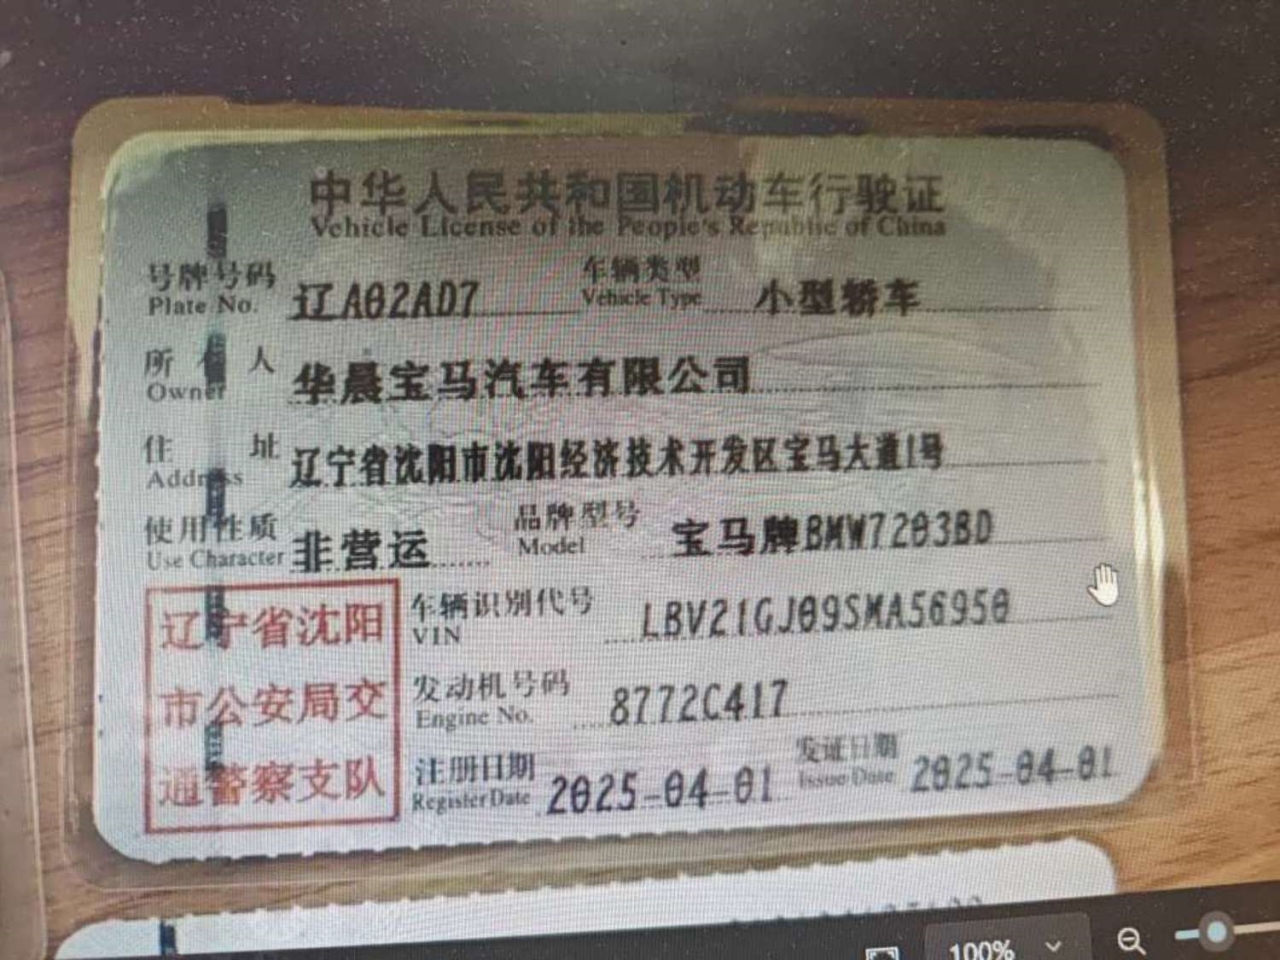 中华人民共和国机动车行驶证
Vehicle License of the People's Republic of China
号牌号码 辽A02AD7 车辆类型 小型轿车
Plate No. Vehicle Type
所有人 华晨宝马汽车有限公司
Owner
住址 辽宁省沈阳市沈阳经济技术开发区宝马大道1号
Address
使用性质 非营运 品牌型号 宝马牌BMW7203BD
Use Character Model
辽宁省沈阳
市公安局交
通警察支队
车辆识别代号 LBV21GJ09SMA56950
VIN
发动机号码 8772C417
Engine No.
注册日期 2025-04-01 发证日期 2025-04-01
Register Date Issue Date
100%